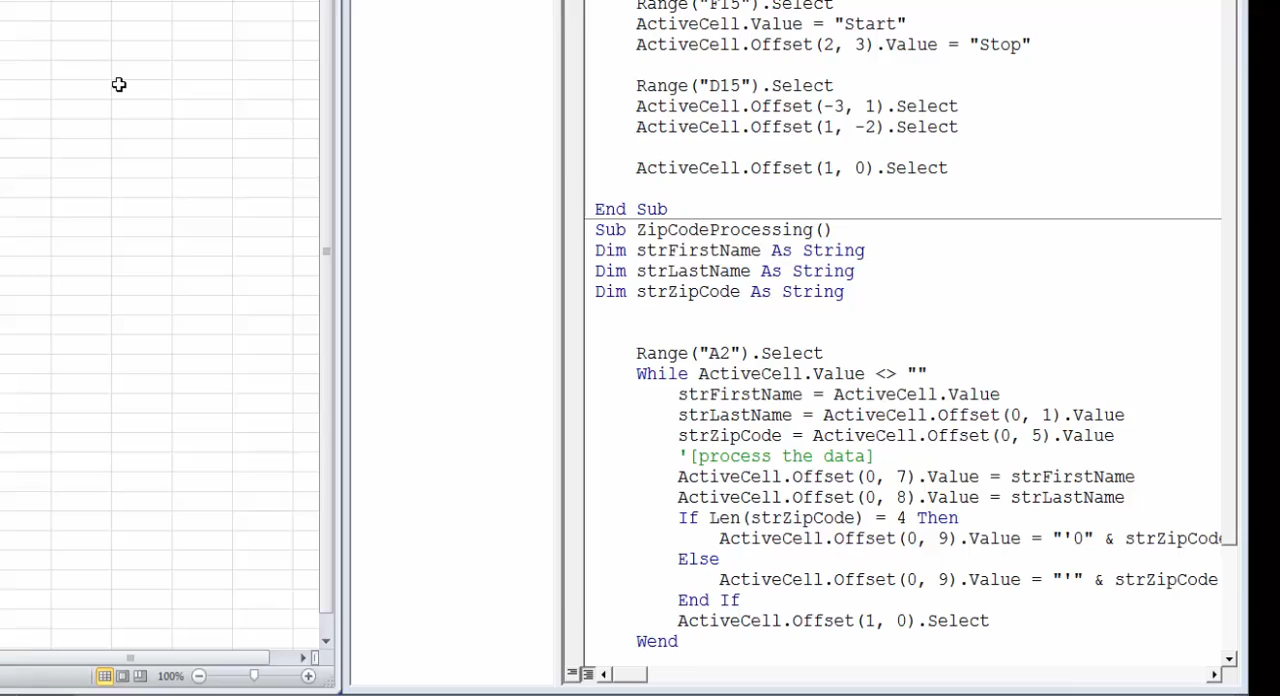 Range("F15").Select
ActiveCell.Value = "Start"
ActiveCell.Offset(2, 3).Value = "Stop"
Range("D15").Select
ActiveCell.Offset(-3, 1).Select
ActiveCell.Offset(1, -2).Select
ActiveCell.Offset(1, 0).Select
End Sub
Sub ZipCodeProcessing()
Dim strFirstName As String
Dim strLastName As String
Dim strZipCode As String
Range("A2").Select
While ActiveCell.Value <> ""
strFirstName = ActiveCell.Value
strLastName = ActiveCell.Offset(0, 1).Value
strZipCode = ActiveCell.Offset(0, 5).Value
'[process the data]
ActiveCell.Offset(0, 7).Value = strFirstName
ActiveCell.Offset(0, 8).Value = strLastName
If Len(strZipCode) = 4 Then
ActiveCell.Offset(0, 9).Value = "'0" & strZipCod
Else
ActiveCell.Offset(0, 9).Value = "'" & strZipCode
End If
ActiveCell.Offset(1, 0).Select
Wend
100%